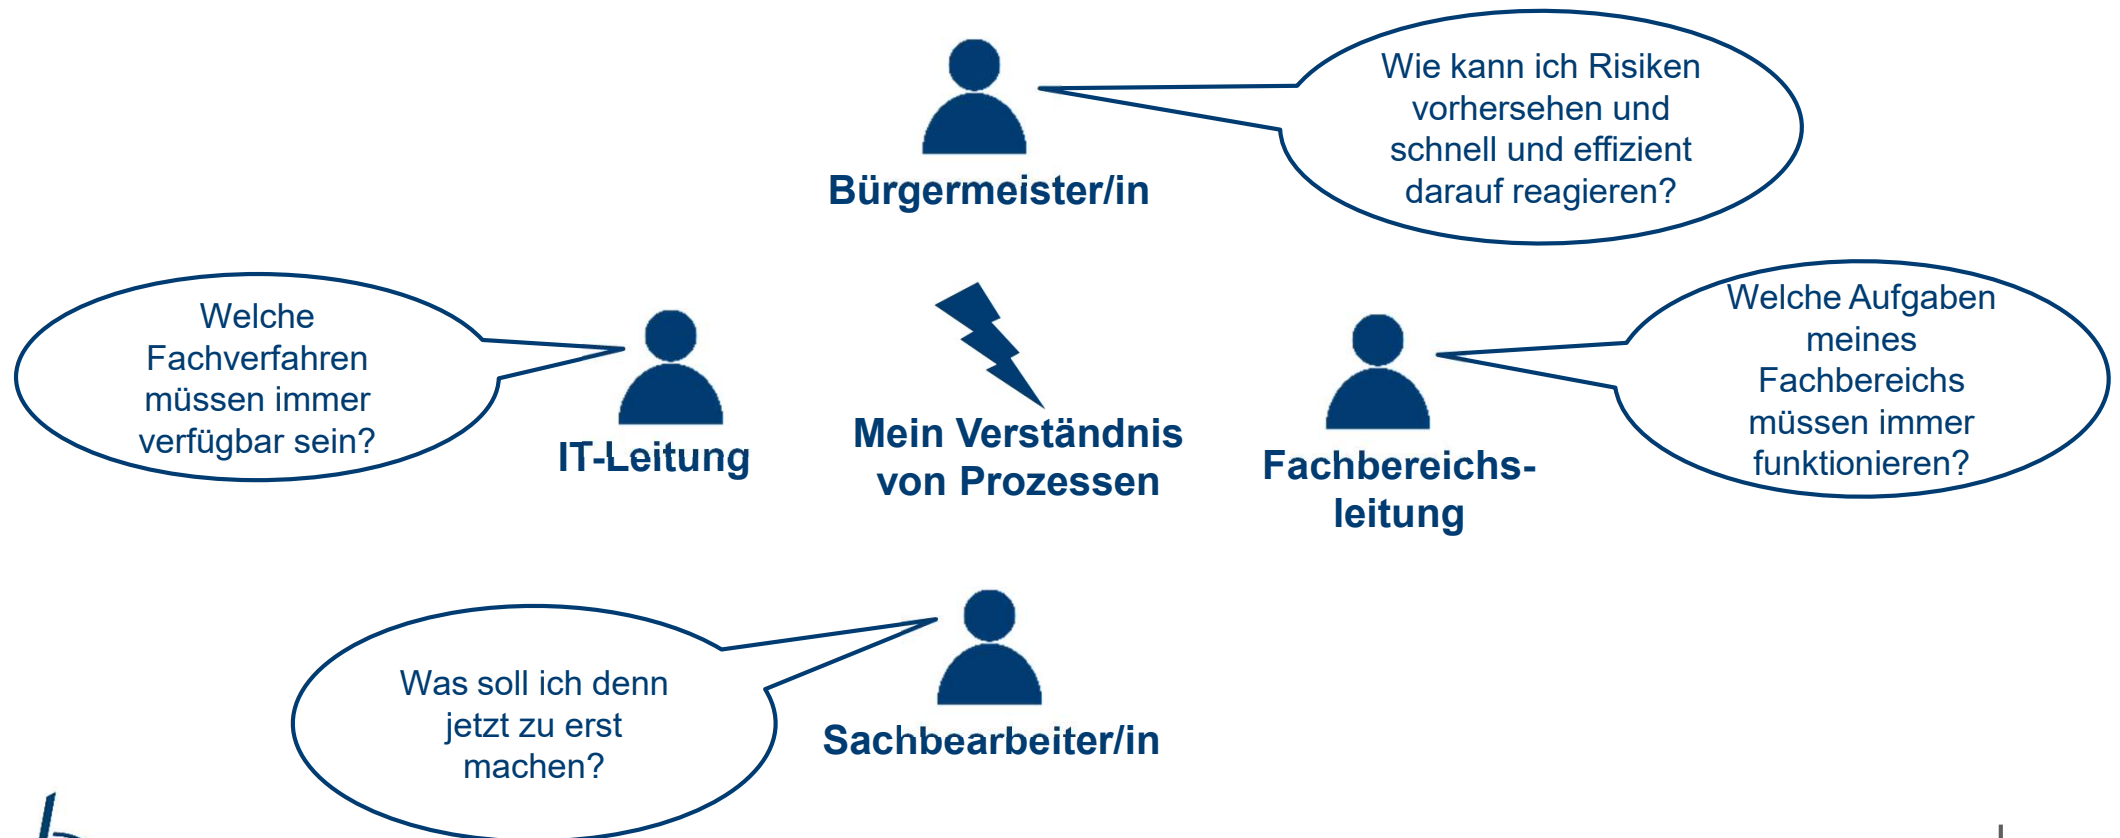 Wie kann ich Risiken
vorhersehen und
schnell und effizient
darauf reagieren?
Bürgermeister/in
Welche
Fachverfahren
müssen immer
verfügbar sein?
IT-Leitung
Mein Verständnis
von Prozessen
Welche Aufgaben
meines
Fachbereichs
müssen immer
funktionieren?
Fachbereichs-
leitung
Was soll ich denn
jetzt zu erst
machen?
Sachbearbeiter/in